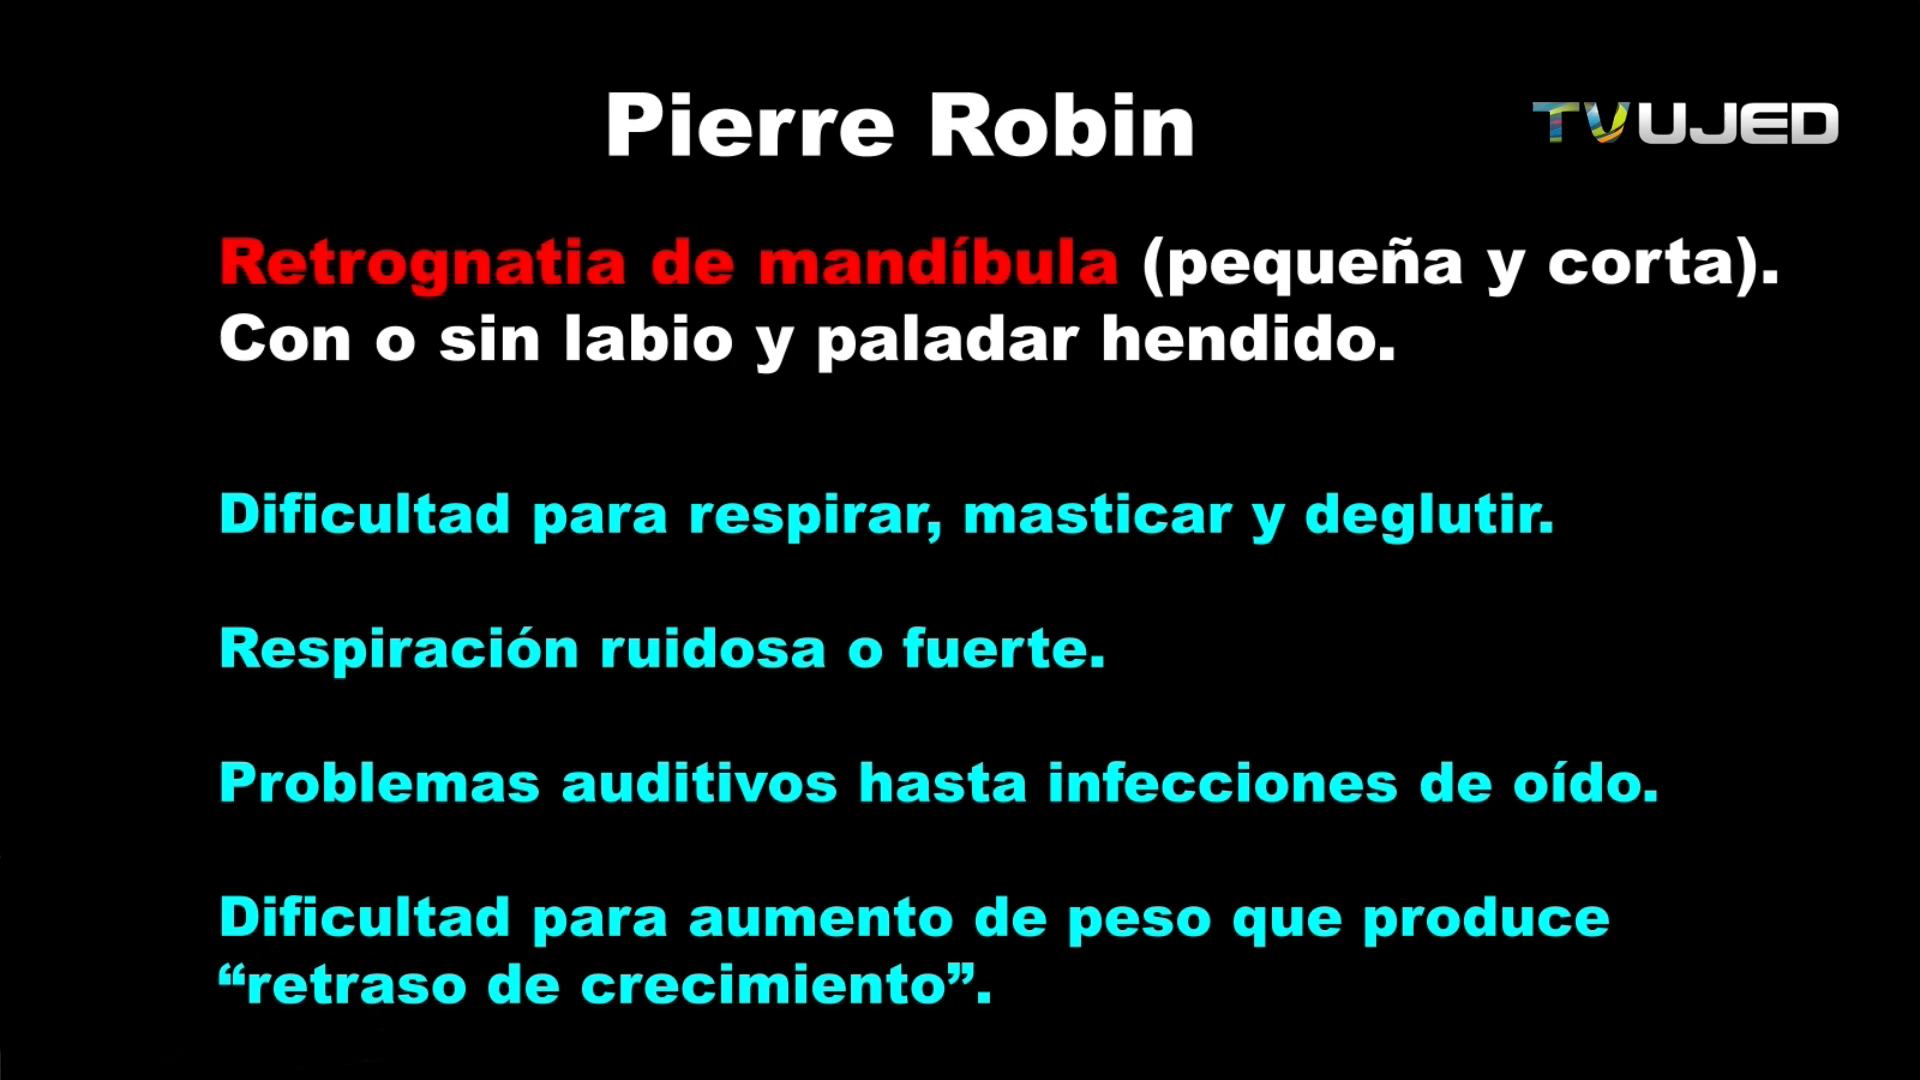 Pierre Robin
TVUJED
Retrognatia de mandíbula (pequeña y corta).
Con o sin labio y paladar hendido.
Dificultad para respirar, masticar y deglutir.
Respiración ruidosa o fuerte.
Problemas auditivos hasta infecciones de oído.
Dificultad para aumento de peso que produce
“retraso de crecimiento”.